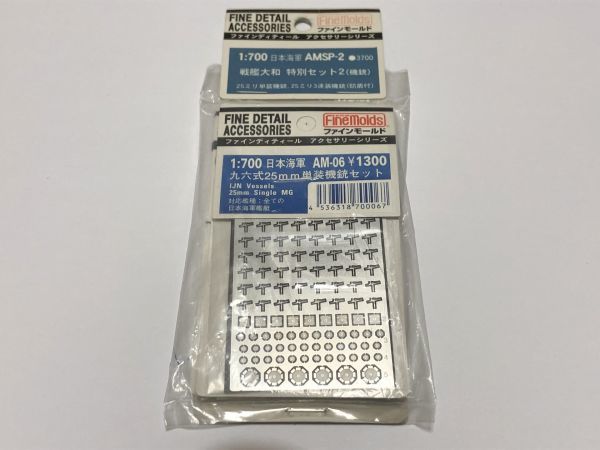 FINE DETAIL
ACCESSORIES
FineMolds
ファインモールド
ファインディティール アクセサリーシリーズ
1:700 日本海軍 AMSP-2 ●3700
戦艦大和 特別セット2(機銃)
25ミリ単装機銃、25ミリ3連装機銃(防盾付)
FINE DETAIL
ACCESSORIES
FineMolds
ファインモールド
ファインディティール アクセサリーシリーズ
1:700 日本海軍 AM-06 ¥1300
九六式25mm単装機銃セット
IJN Vessels
25mm Single MG
対応艦種:全ての
日本海軍艦艇
4 536318 700067